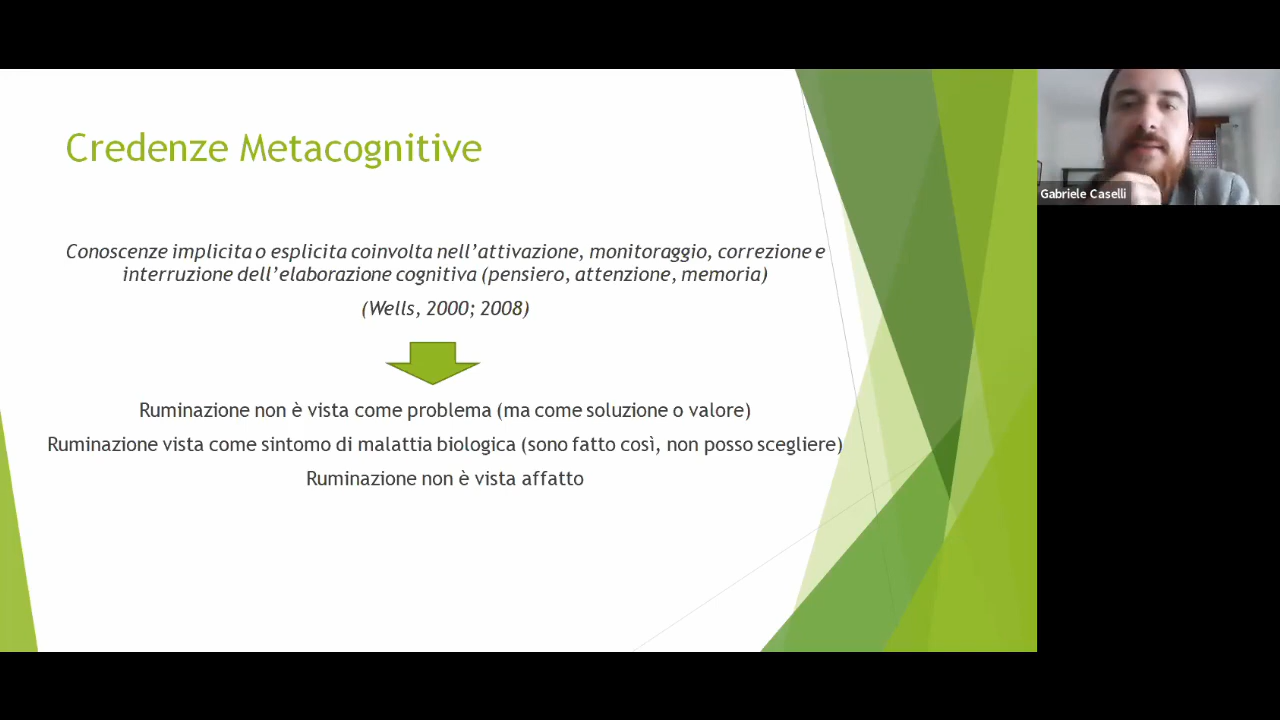 Credenze Metacognitive
Conoscenze implicita o esplicita coinvolta nell'attivazione, monitoraggio, correzione e
interruzione dell'elaborazione cognitiva (pensiero, attenzione, memoria)
(Wells, 2000; 2008)
Ruminazione non è vista come problema (ma come soluzione o valore)
Ruminazione vista come sintomo di malattia biologica (sono fatto così, non posso scegliere)
Ruminazione non è vista affatto
Gabriele Caselli